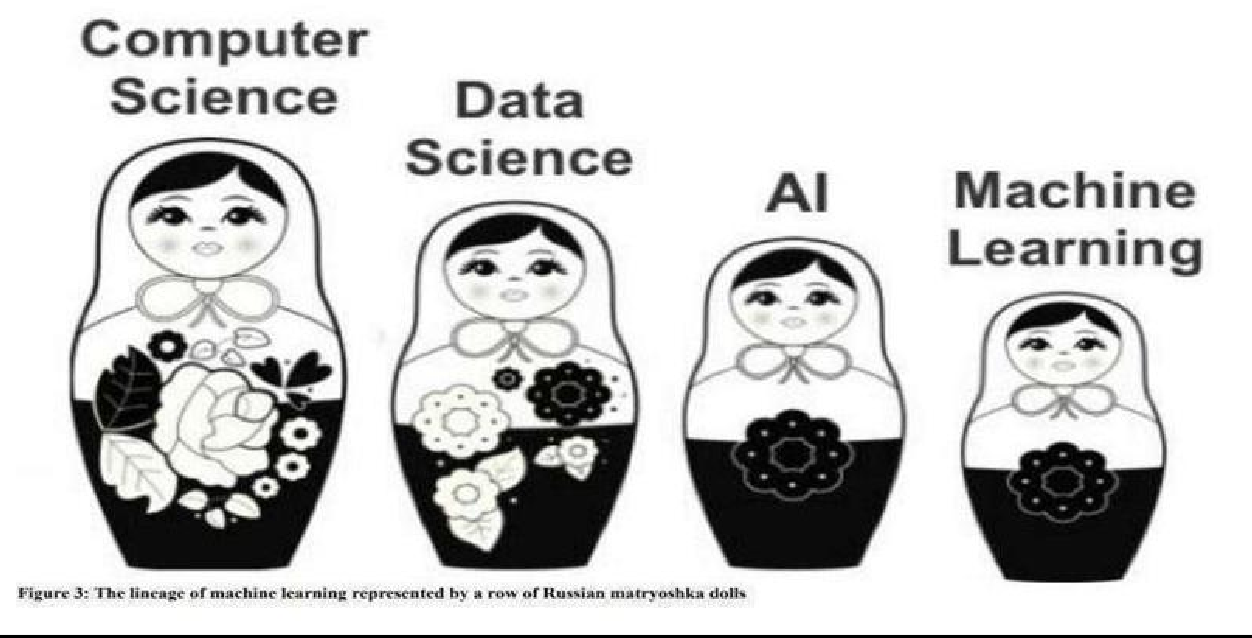 Computer
Science
Data
Science
AI
Machine
Learning
Figure 3: The lineage of machine learning represented by a row of Russian matryoshka dolls